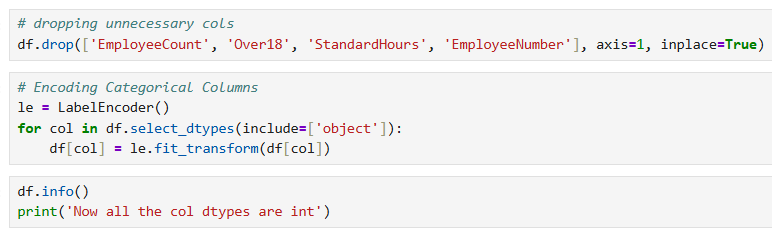 # dropping unnecessary cols
df.drop(['EmployeeCount', 'Over18', 'StandardHours', 'EmployeeNumber'], axis=1, inplace=True)
# Encoding Categorical Columns
le = LabelEncoder()
for col in df.select_dtypes(include=['object']):
    df[col] = le.fit_transform(df[col])
df.info()
print('Now all the col dtypes are int')